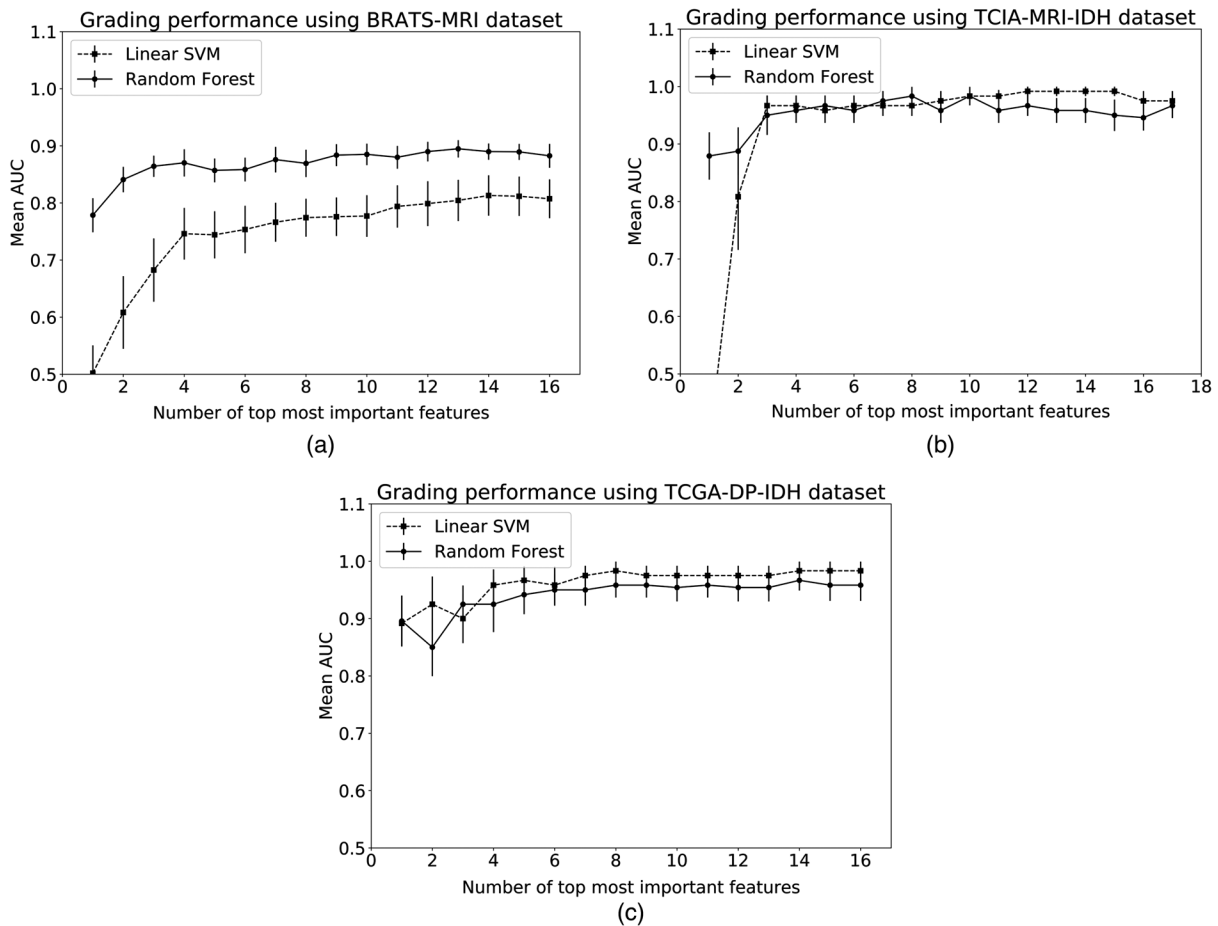 Grading performance using BRATS-MRI dataset
1.1
1.0
0.9
0.8
0.7
0.6
0.5
Mean AUC
Linear SVM
Random Forest
0 2 4 6 8 10 12 14 16
Number of top most important features
(a)
Grading performance using TCIA-MRI-IDH dataset
1.1
1.0
0.9
0.8
0.7
0.6
0.5
Mean AUC
Linear SVM
Random Forest
0 2 4 6 8 10 12 14 16 18
Number of top most important features
(b)
Grading performance using TCGA-DP-IDH dataset
1.1
1.0
0.9
0.8
0.7
0.6
0.5
Mean AUC
Linear SVM
Random Forest
0 2 4 6 8 10 12 14 16
Number of top most important features
(c)